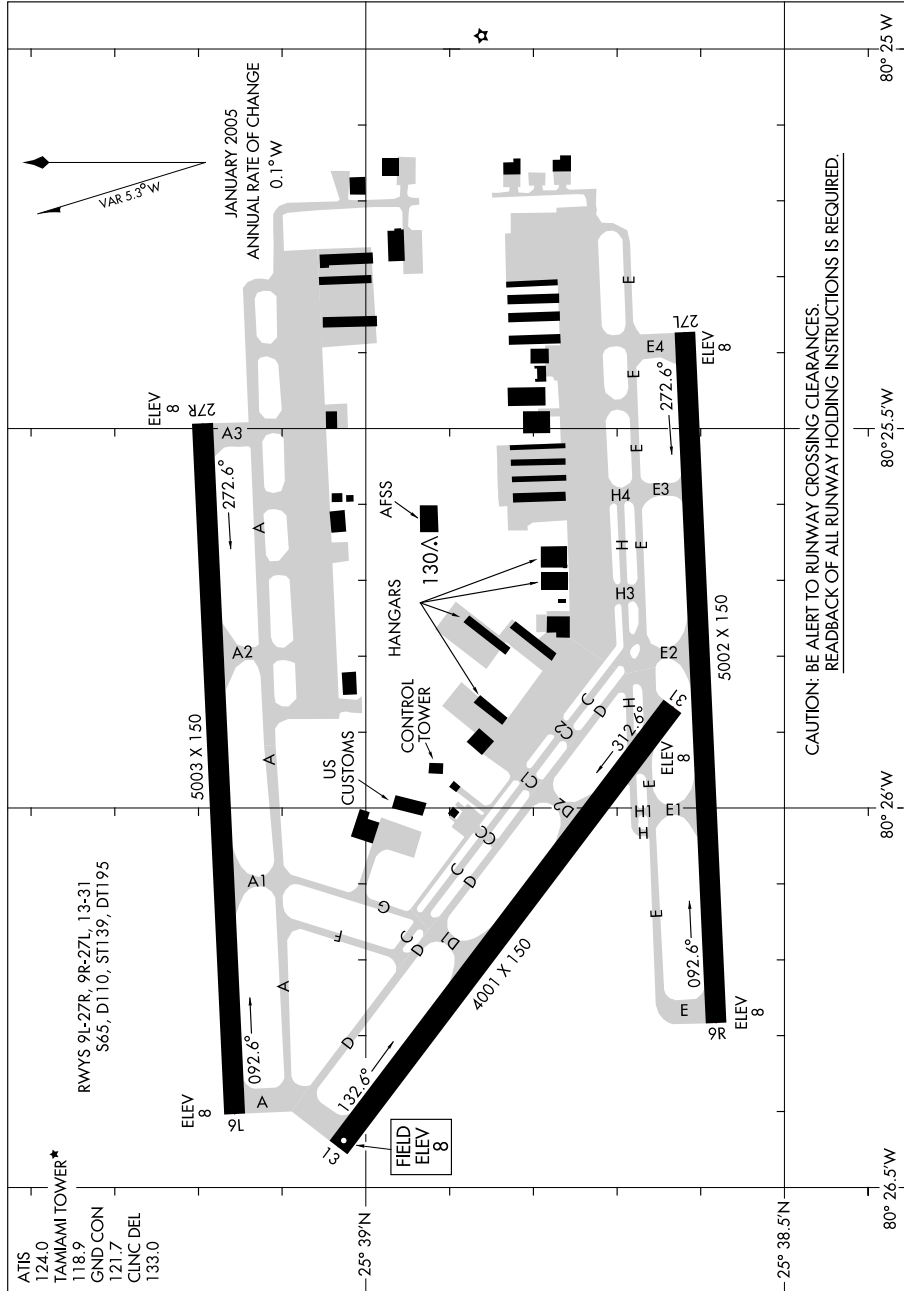 ATIS
124.0
TAMIAMI TOWER★
118.9
GND CON
121.7
CLNC DEL
133.0
RWYS 9L-27R, 9R-27L, 13-31
S65, D110, ST139, DT195
JANUARY 2005
ANNUAL RATE OF CHANGE
0.1° W
VAR 5.3° W
ELEV
8
9L
092.6°
A
5003 X 150
A
A1
A
A2
A
A3
272.6°
27R
ELEV
8
13
132.6°
FIELD
ELEV
8
D
F
G
C
D
D1
C
D
CC
C1
D2
C2
C
D
4001 X 150
312.6°
31
ELEV
8
US
CUSTOMS
CONTROL
TOWER
HANGARS
130
AFSS
25° 39'N
E
9R
ELEV
8
092.6°
E
H
H1
E1
E
H
E2
H3
H
E
H4
E3
E
E
E4
E
5002 X 150
272.6°
27L
ELEV
8
25° 38.5'N
80° 26.5'W
80° 26'W
80° 25.5'W
80° 25'W
CAUTION: BE ALERT TO RUNWAY CROSSING CLEARANCES.
READBACK OF ALL RUNWAY HOLDING INSTRUCTIONS IS REQUIRED.